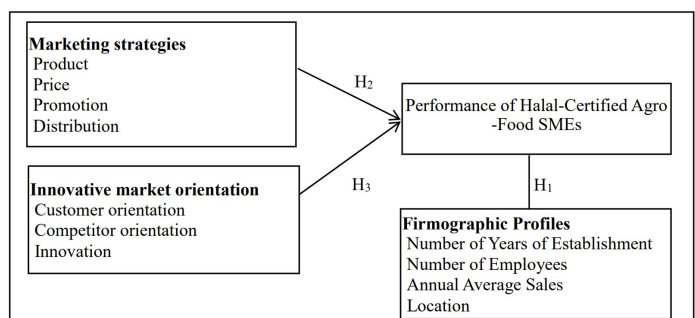 Marketing strategies
Product
Price
Promotion
Distribution
H2
Performance of Halal-Certified Agro
-Food SMEs
Innovative market orientation
Customer orientation
Competitor orientation
Innovation
H3
H1
Firmographic Profiles
Number of Years of Establishment
Number of Employees
Annual Average Sales
Location